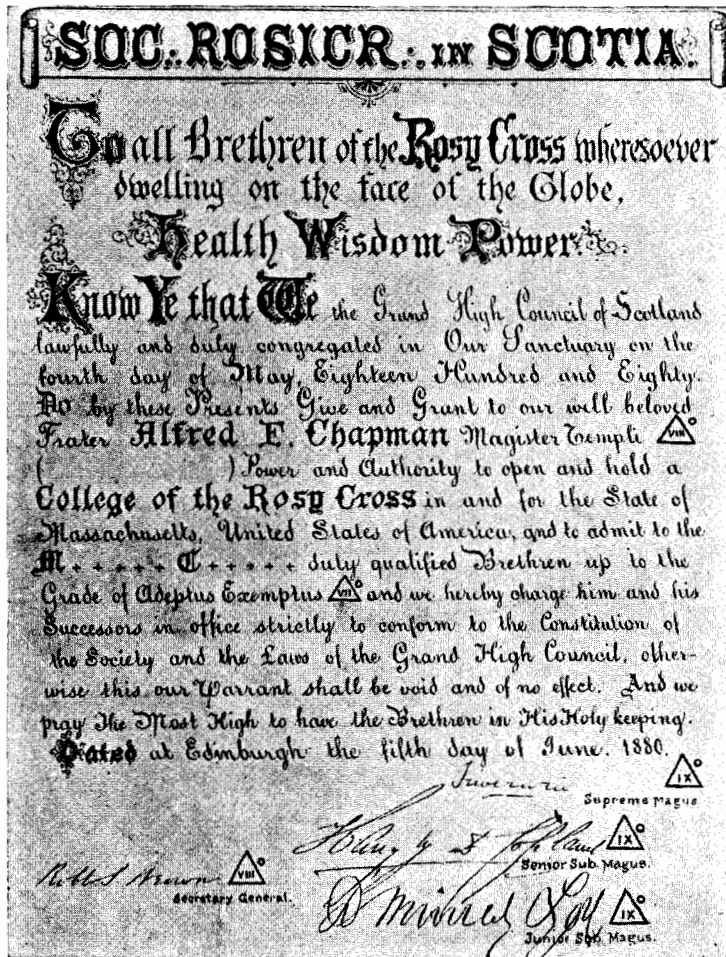 SOC∴ ROSICR∴ IN SCOTIA.
To all Brethren of the Rosy Cross wheresoever
dwelling on the face of the Globe,
Health Wisdom Power.
Know Ye that We the Grand High Council of Scotland
lawfully and duly congregated in Our Sanctuary on the
fourth day of May, Eighteen Hundred and Eighty.
Do by these Presents Give and Grant to our well beloved
Frater Alfred F. Chapman Magister Templi VIII°
( ) Power and Authority to open and hold a
College of the Rosy Cross in and for the State of
Massachusetts, United States of America, and to admit to the
M + + + + + C + + + + + duly qualified Brethren up to the
Grade of Adeptus Exemptus VII° and we hereby charge him and his
Successors in office strictly to conform to the Constitution of
the Society and the Laws of the Grand High Council, other-
wise this our Warrant shall be void and of no effect. And we
pray The Most High to have the Brethren in His Holy keeping.
Dated at Edinburgh the fifth day of June. 1880.
IX°
Supreme Magus
IX°
Senior Sub Magus.
Robt S Brown VIII°
Secretary General.
IX°
Junior Sub Magus.